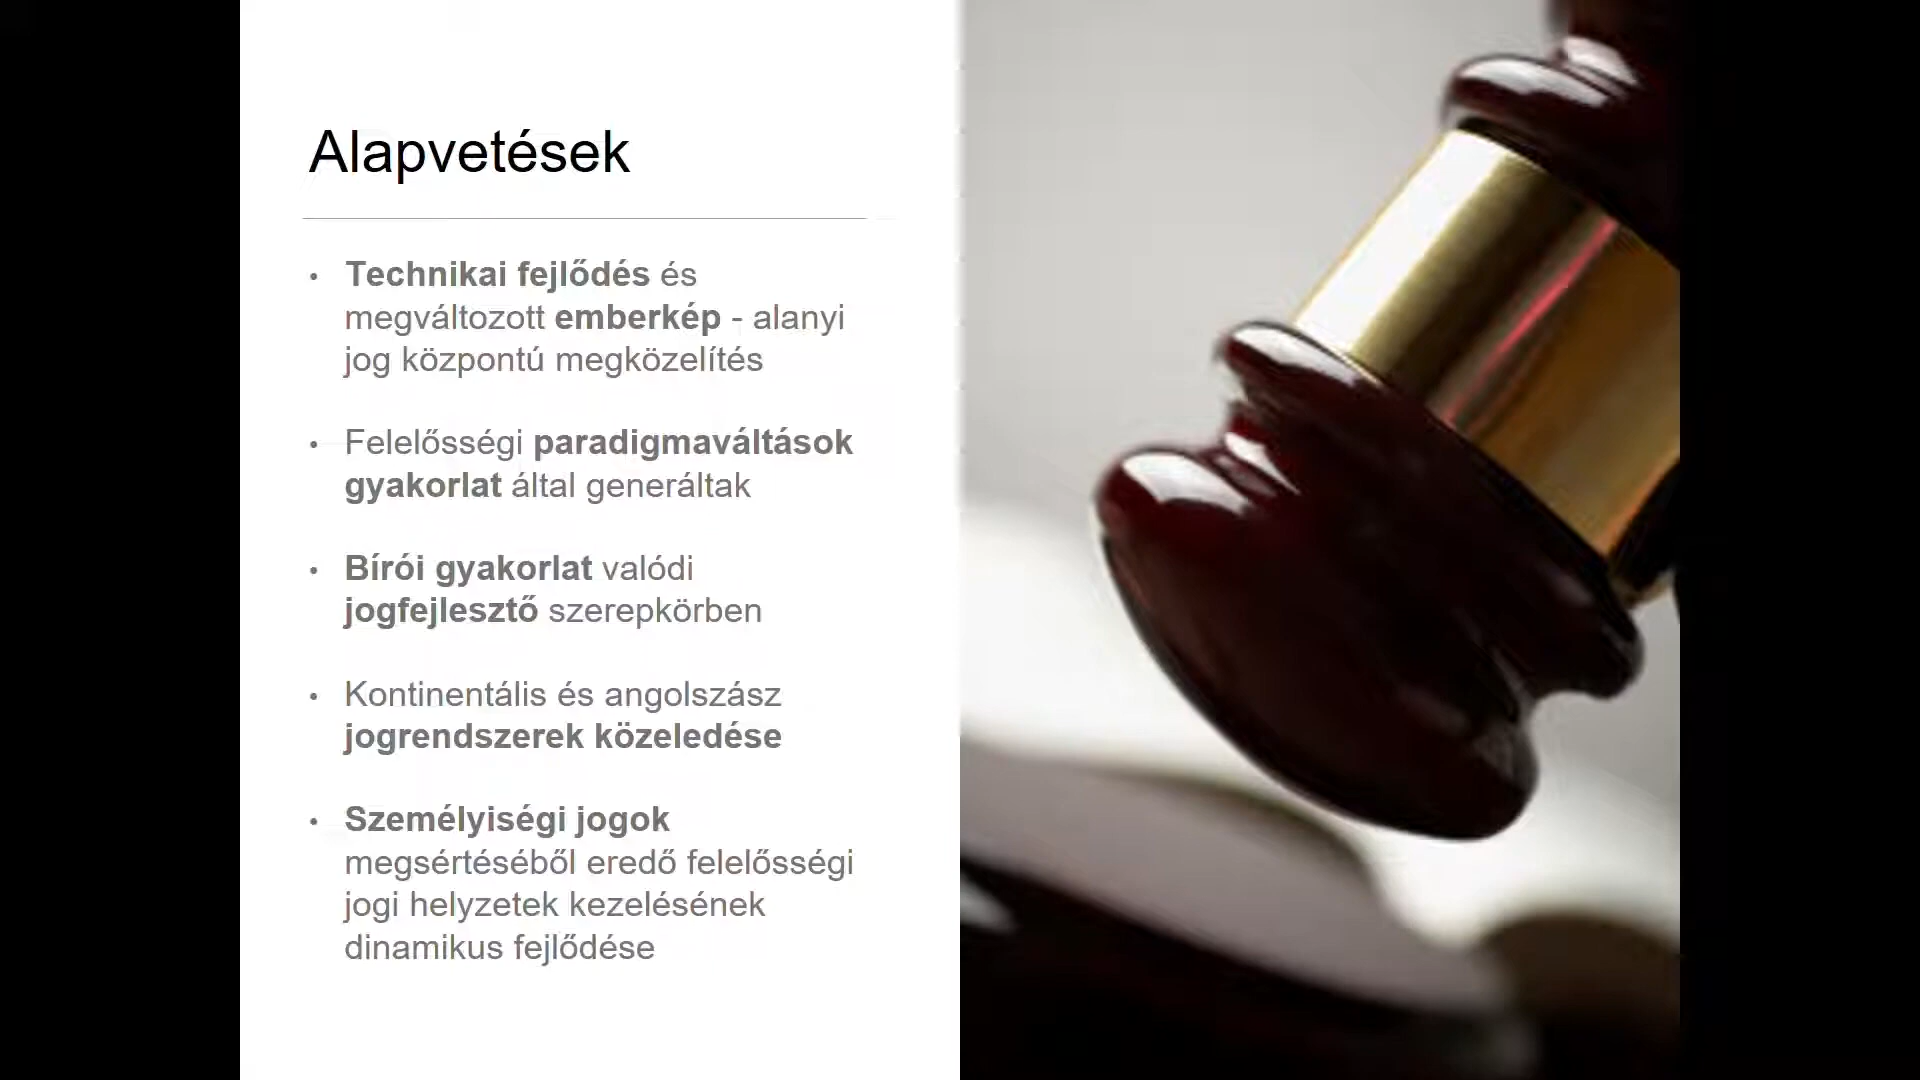 Alapvetések
• Technikai fejlődés és
megváltozott emberkép - alanyi
jog központú megközelítés
• Felelősségi paradigmaváltások
gyakorlat által generáltak
• Bírói gyakorlat valódi
jogfejlesztő szerepkörben
• Kontinentális és angolszász
jogrendszerek közeledése
• Személyiségi jogok
megsértéséből eredő felelősségi
jogi helyzetek kezelésének
dinamikus fejlődése